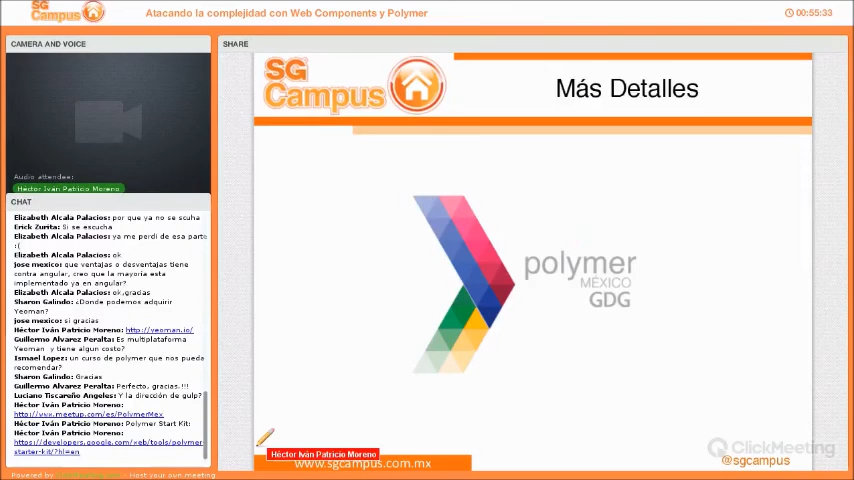 SG
Campus
Atacando la complejidad con Web Components y Polymer
00:55:33
CAMERA AND VOICE
Audio attendee:
Héctor Iván Patricio Moreno
CHAT
Elizabeth Alcala Palacios: por que ya no se scuha
Erick Zurita: Si se escucha
Elizabeth Alcala Palacios: ya me perdi de esa parte
:(
Elizabeth Alcala Palacios: ok
jose mexico: que ventajas o desventajas tiene
contra angular, creo que la mayoria esta
implementado ya en angular?
Elizabeth Alcala Palacios: ok,gradas
Sharon Galindo: ¿Donde podemos adquirir
Yeoman?
jose mexico: si gracias
Héctor Iván Patricio Moreno: http://yeoman.io/
Guillermo Alvarez Peralta: Es multiplataforma
Yeoman y tiene algun costo?
Ismael Lopez: un curso de polymer que nos pueda
recomendar?
Sharon Galindo: Gracias
Guillermo Alvarez Peralta: Perfecto, gracias.!!!
Luciano Tiscareño Angeles: Y la dirección de gulp?
Héctor Iván Patricio Moreno:
http://www.meetup.com/es/PolymerMex
Héctor Iván Patricio Moreno: Polymer Start Kit:
Héctor Iván Patricio Moreno:
https://developers.google.com/web/tools/polymer-
starter-kit/?hl=en
Powered by
Host your own meeting
SHARE
SG
Campus
Más Detalles
polymer
MÉXICO
GDG
Héctor Iván Patricio Moreno
www.sgcampus.com.mx
ClickMeeting
@sgcampus